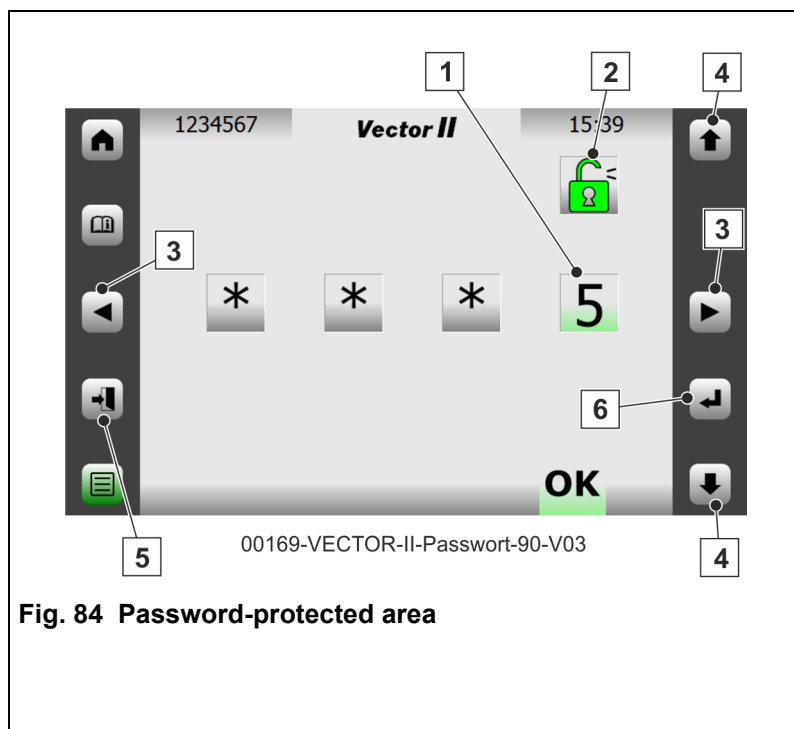 1 2 4
1234567 Vector II 15:39
3 3
* * * 5
6
OK
5 4
00169-VECTOR-II-Passwort-90-V03
Fig. 84 Password-protected area